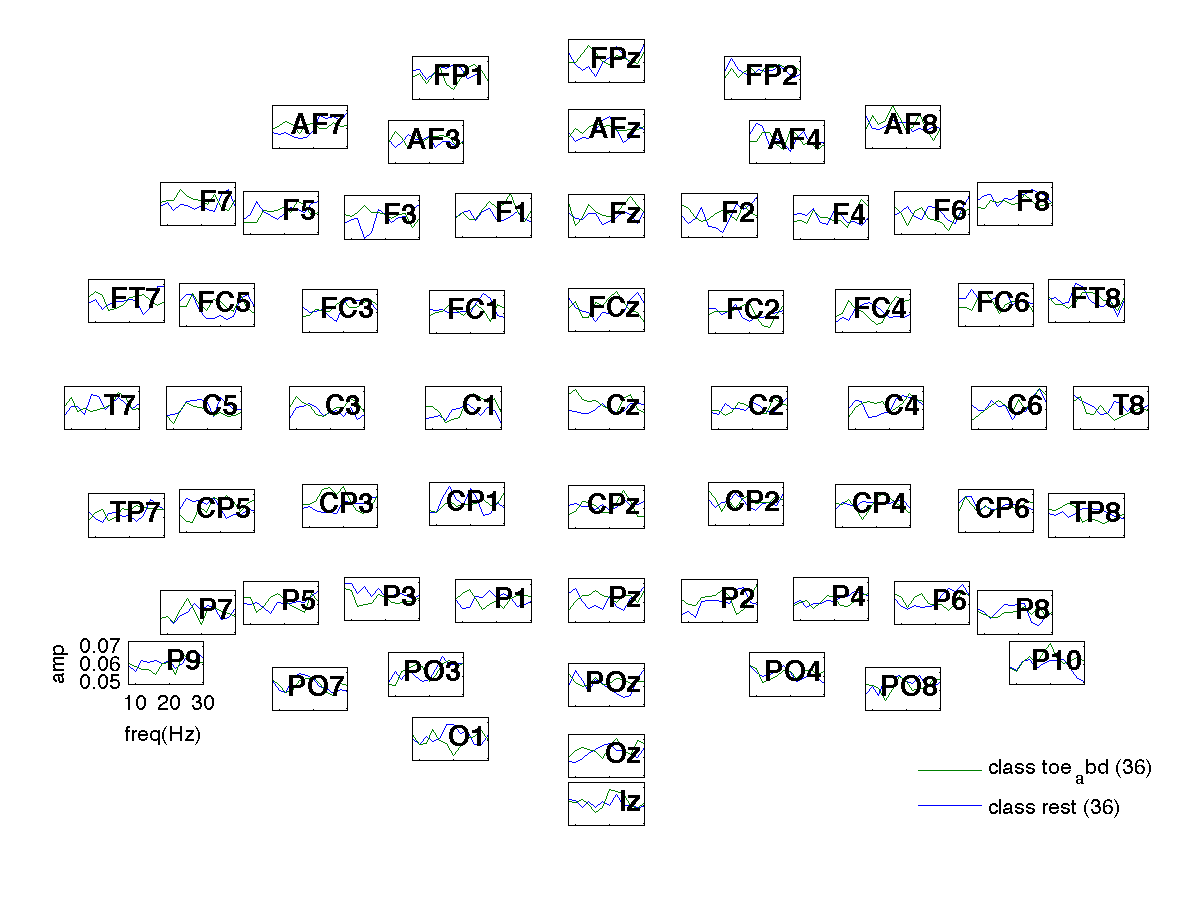 FPz
FP1
FP2
AF7
AF3
AFz
AF4
AF8
F7
F5
F3
F1
Fz
F2
F4
F6
F8
FT7
FC5
FC3
FC1
FCz
FC2
FC4
FC6
FT8
T7
C5
C3
C1
Cz
C2
C4
C6
T8
TP7
CP5
CP3
CP1
CPz
CP2
CP4
CP6
TP8
P7
P5
P3
P1
Pz
P2
P4
P6
P8
P9
P10
amp
0.07
0.06
0.05
10 20 30
freq(Hz)
PO7
PO3
POz
PO4
PO8
O1
Oz
Iz
class toe_abd (36)
class rest (36)